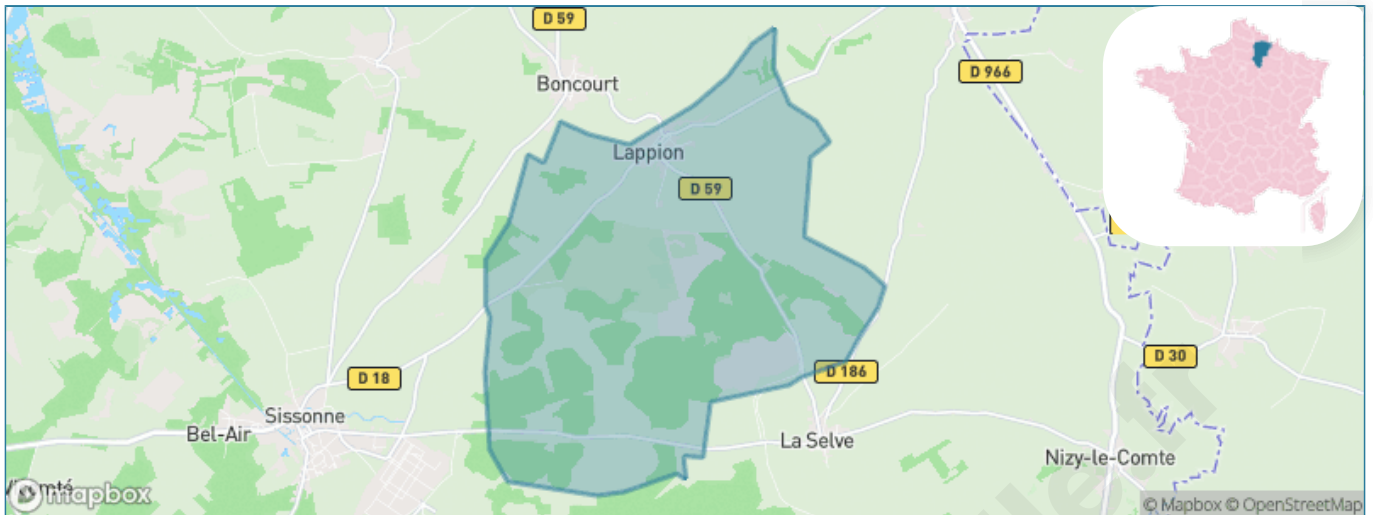 D 59
D 966
Boncourt
Lappion
D 59
D 18
D 186
D 30
Sissonne
Bel-Air
La Selve
Nizy-le-Comte
mapbox
© Mapbox © OpenStreetMap